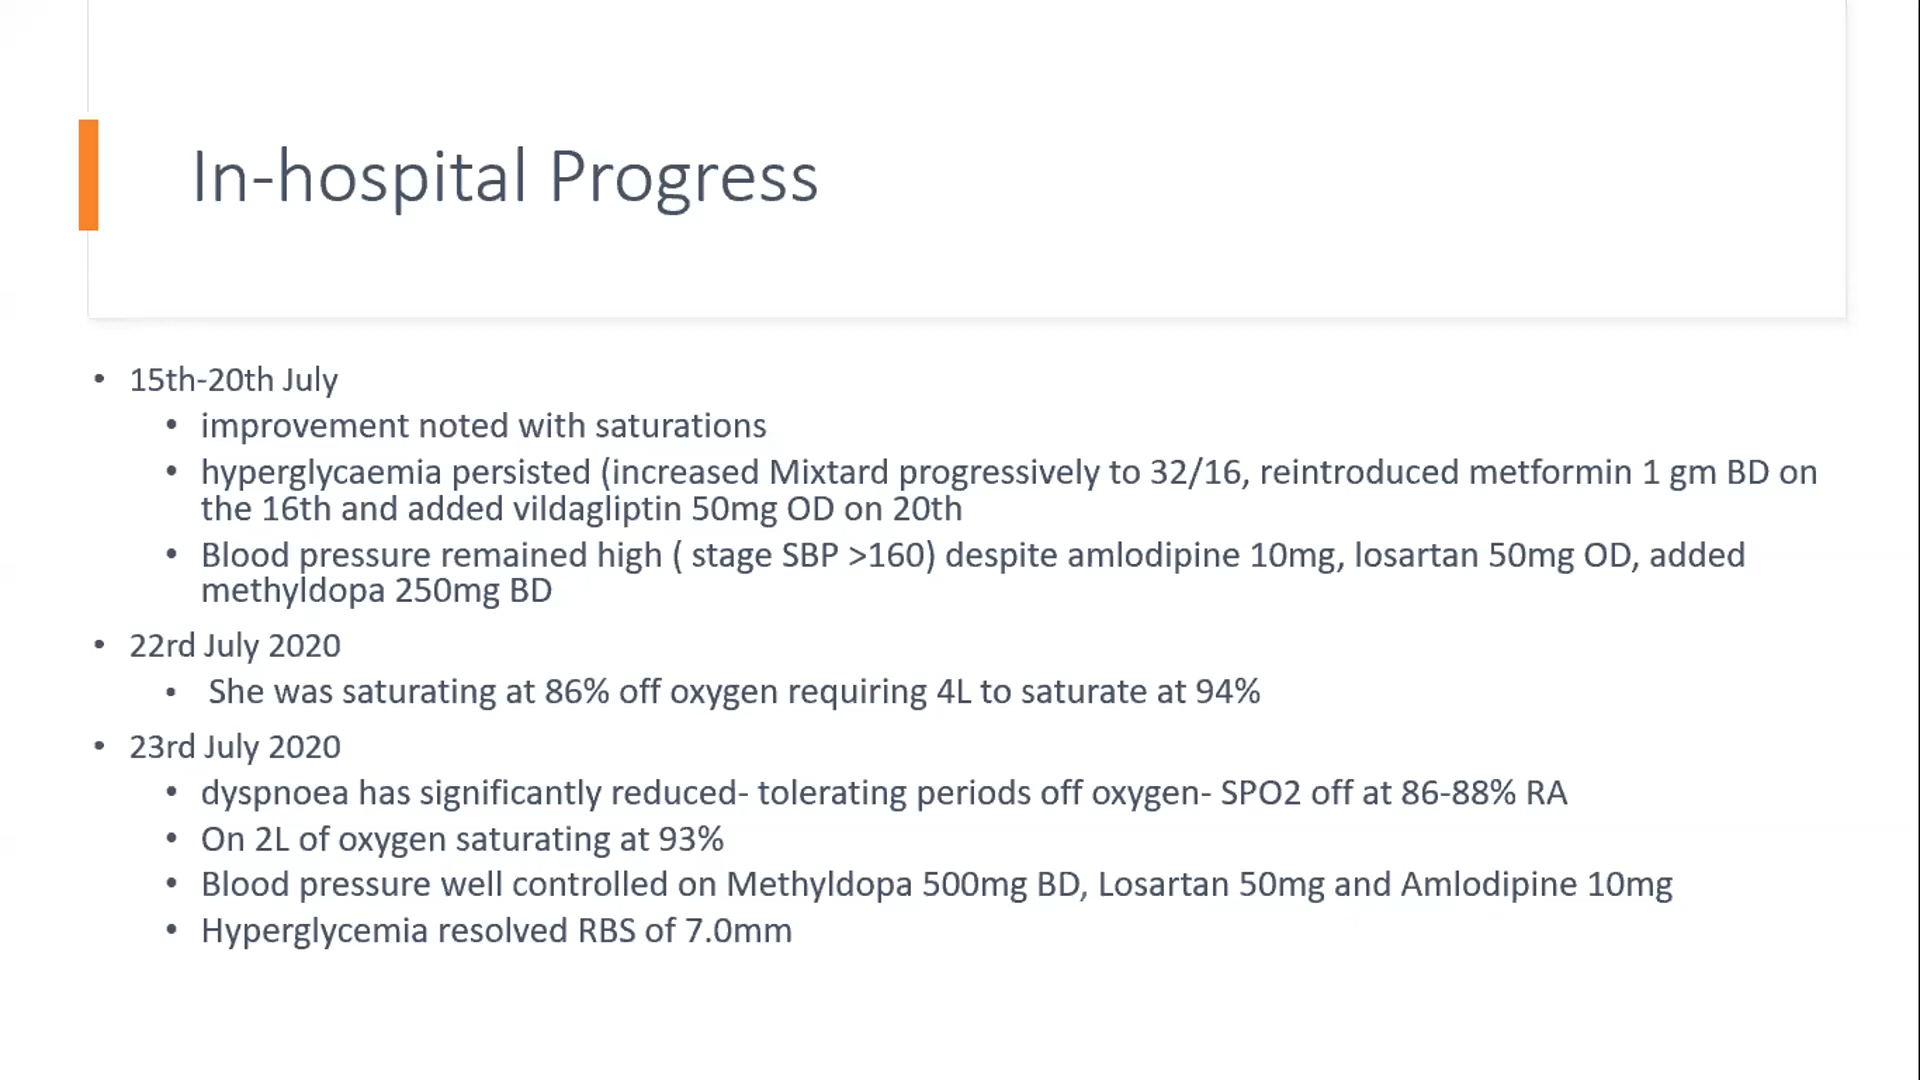 In-hospital Progress
• 15th-20th July
• improvement noted with saturations
• hyperglycaemia persisted (increased Mixtard progressively to 32/16, reintroduced metformin 1 gm BD on
the 16th and added vildagliptin 50mg OD on 20th
• Blood pressure remained high ( stage SBP >160) despite amlodipine 10mg, losartan 50mg OD, added
methyldopa 250mg BD
• 22rd July 2020
• She was saturating at 86% off oxygen requiring 4L to saturate at 94%
• 23rd July 2020
• dyspnoea has significantly reduced- tolerating periods off oxygen- SPO2 off at 86-88% RA
• On 2L of oxygen saturating at 93%
• Blood pressure well controlled on Methyldopa 500mg BD, Losartan 50mg and Amlodipine 10mg
• Hyperglycemia resolved RBS of 7.0mm